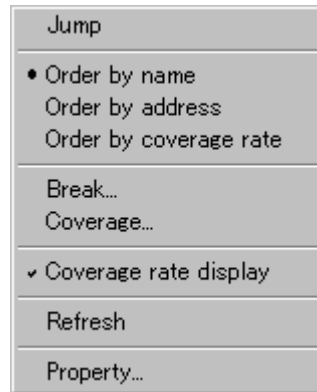 Jump
Order by name
Order by address
Order by coverage rate
Break...
Coverage...
Coverage rate display
Refresh
Property...